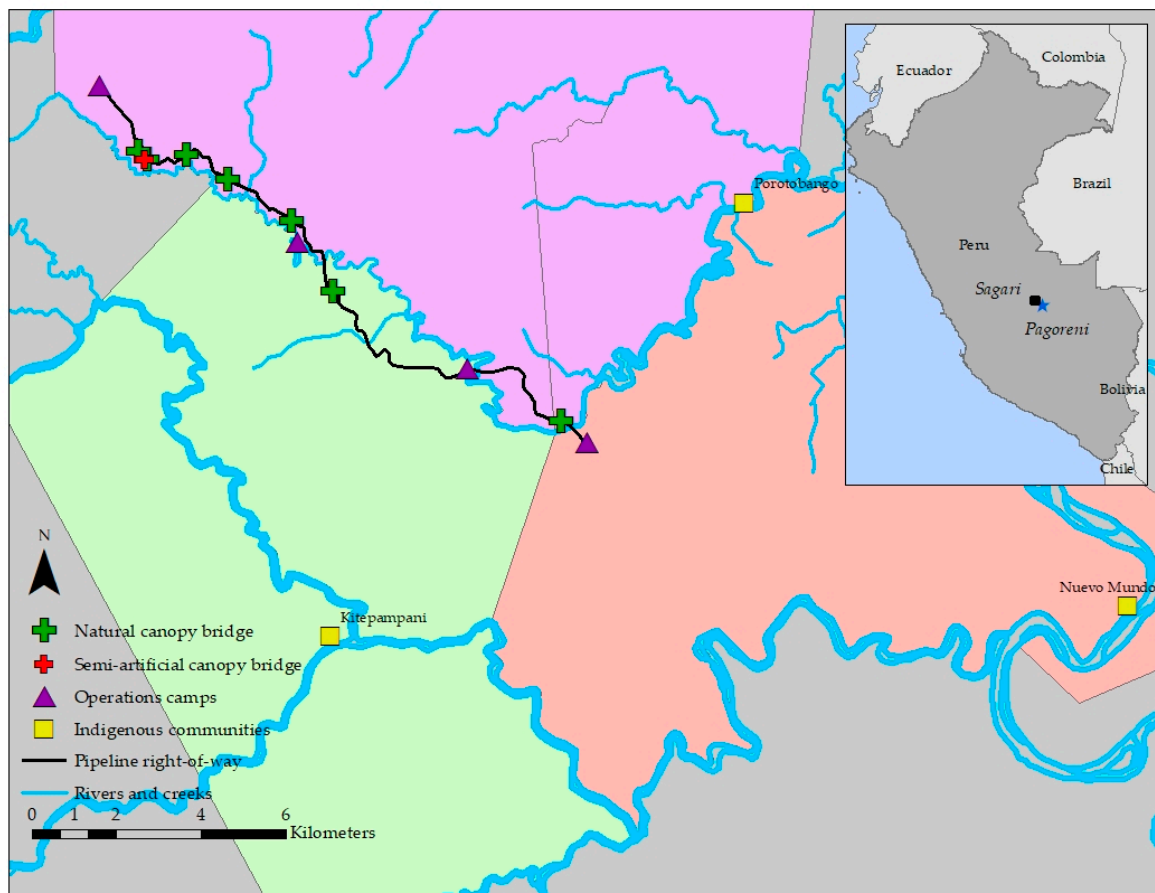 Ecuador
Colombia
Brazil
Peru
Sagari
Pagoreni
Bolivia
Chile
Porotobango
Nuevo Mundo
Kitepampani
N
Natural canopy bridge
Semi-artificial canopy bridge
Operations camps
Indigenous communities
Pipeline right-of-way
Rivers and creeks
0 1 2 4 6
Kilometers